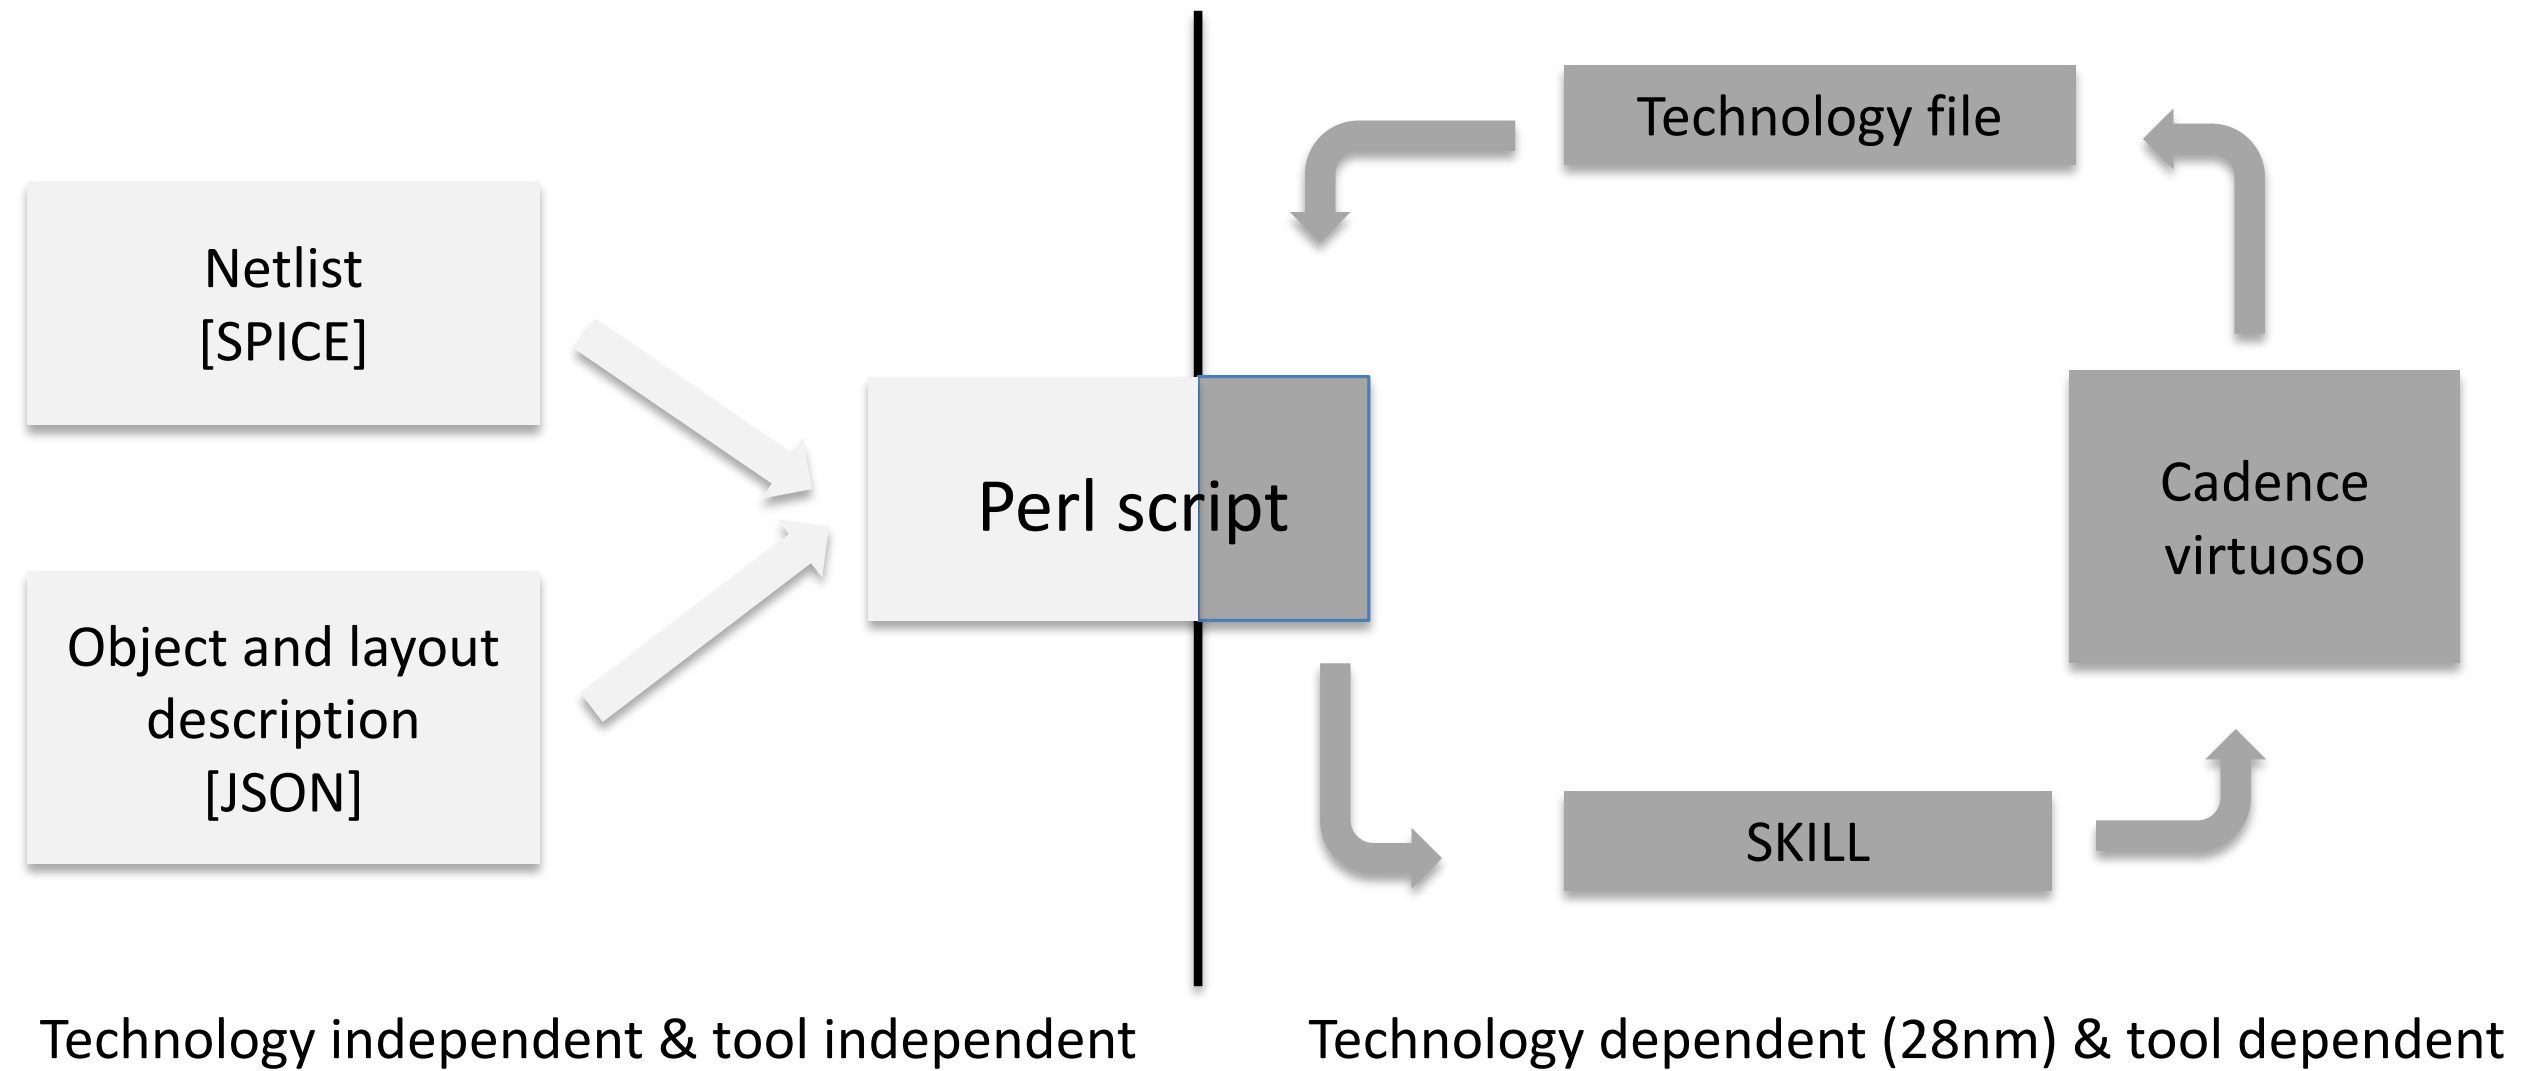 Technology file
Netlist
[SPICE]
Perl script
Cadence
virtuoso
Object and layout
description
[JSON]
SKILL
Technology independent & tool independent
Technology dependent (28nm) & tool dependent